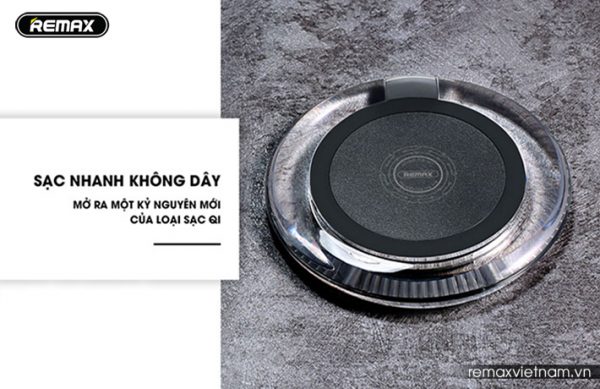 REMAX
SẠC NHANH KHÔNG DÂY
MỞ RA MỘT KỶ NGUYÊN MỚI
CỦA LOẠI SẠC QI
REMAX
remaxvietnam.vn